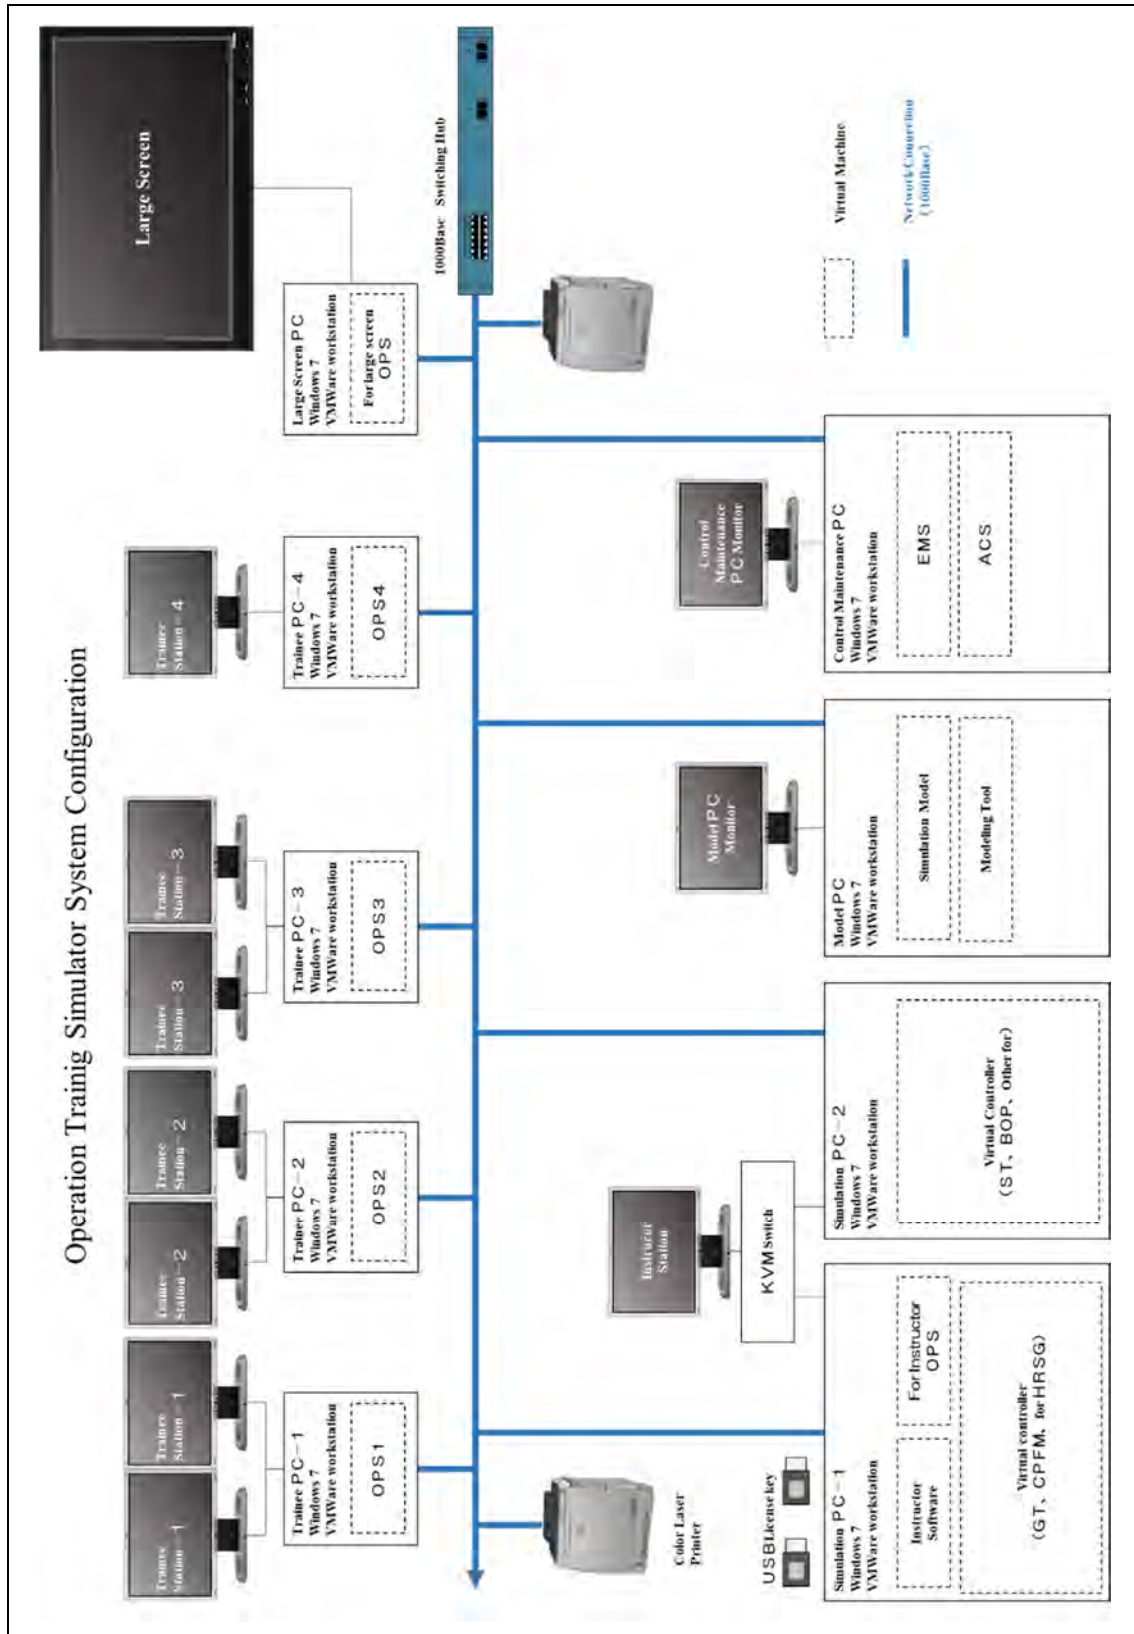 Operation Trainig Simulator System Configuration
Large Screen
Trainee
Station－1
Trainee
Station－1
Trainee
Station－2
Trainee
Station－2
Trainee
Station－3
Trainee
Station－3
Trainee
Station－4
Trainee PC－1
Windows 7
VMWare workstation
OPS1
Trainee PC－2
Windows 7
VMWare workstation
OPS2
Trainee PC－3
Windows 7
VMWare workstation
OPS3
Trainee PC－4
Windows 7
VMWare workstation
OPS4
Large Screen PC
Windows 7
VMWare workstation
For large screen
OPS
1000Base Switching Hub
Color Laser
Printer
USB License key
Instrucor
Station
KVM Switch
Model PC
Monitor
Control
Maintenance
PC Monitor
Simulation PC-1
Windows 7
VMWare workstation
Instructor
Software
For Instructor
OPS
Virtual controller
(GT、CPFM、for HRSG)
Simulation PC-2
Windows 7
VMWare workstation
Virtual Controller
(ST、BOP、Other for)
Model PC
Windows 7
VMWare workstation
Simulation Model
Modeling Tool
Control Maintenance PC
Windows 7
VMWare workstation
EMS
ACS
Virtual Machine
Network Connection
(1000Base)